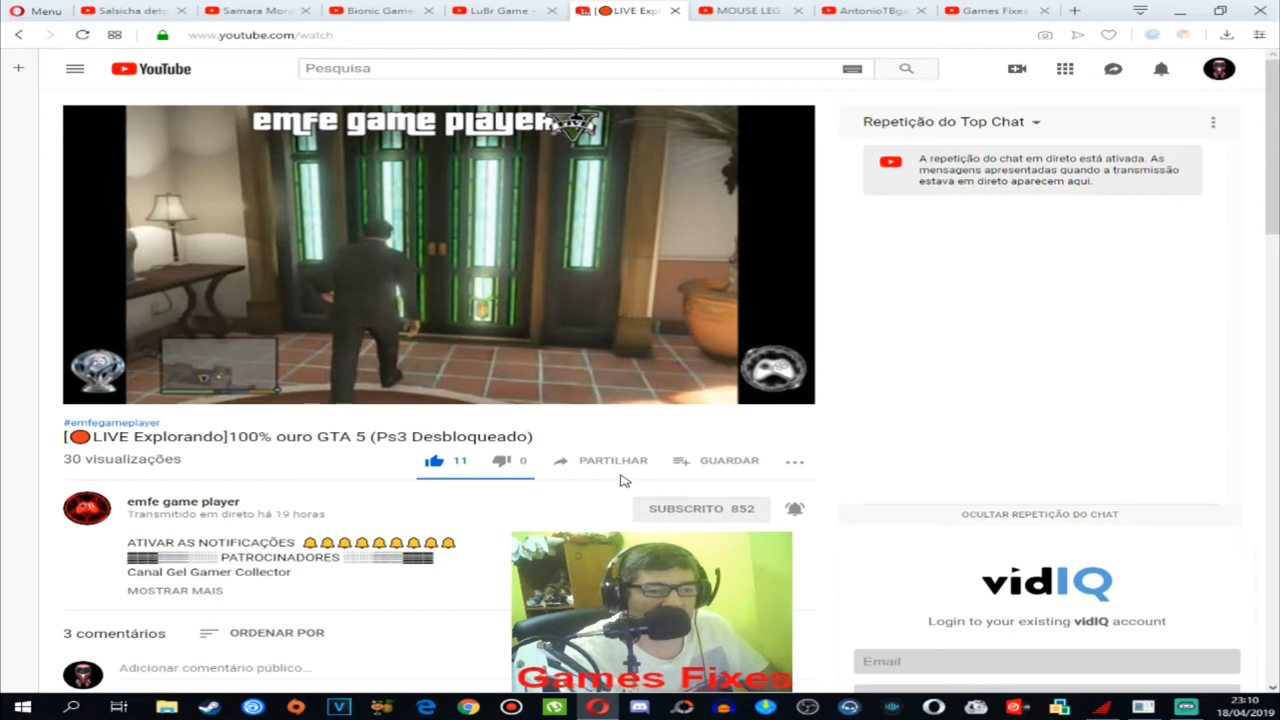 Menu
Salsicha deto
Samara Mora
Bionic Game
LuBr Game -
[🔴LIVE Expl
MOUSE LEG
AntonioTBga
Games Fixes
www.youtube.com/watch
YouTube
Pesquisa
emfe game player
Repetição do Top Chat
A repetição do chat em direto está ativada. As
mensagens apresentadas quando a transmissão
estava em direto aparecem aqui.
#emfegameplayer
[🔴LIVE Explorando]100% ouro GTA 5 (Ps3 Desbloqueado)
30 visualizações
11
0
PARTILHAR
GUARDAR
emfe game player
Transmitido em direto há 19 horas
SUBSCRITO 852
OCULTAR REPETIÇÃO DO CHAT
ATIVAR AS NOTIFICAÇÕES 🔔🔔🔔🔔🔔🔔🔔🔔🔔
PATROCINADORES
Canal Gel Gamer Collector
MOSTRAR MAIS
vidIQ
Login to your existing vidIQ account
3 comentários
ORDENAR POR
Email
Adicionar comentário público...
Games Fixes
23:10
18/04/2019